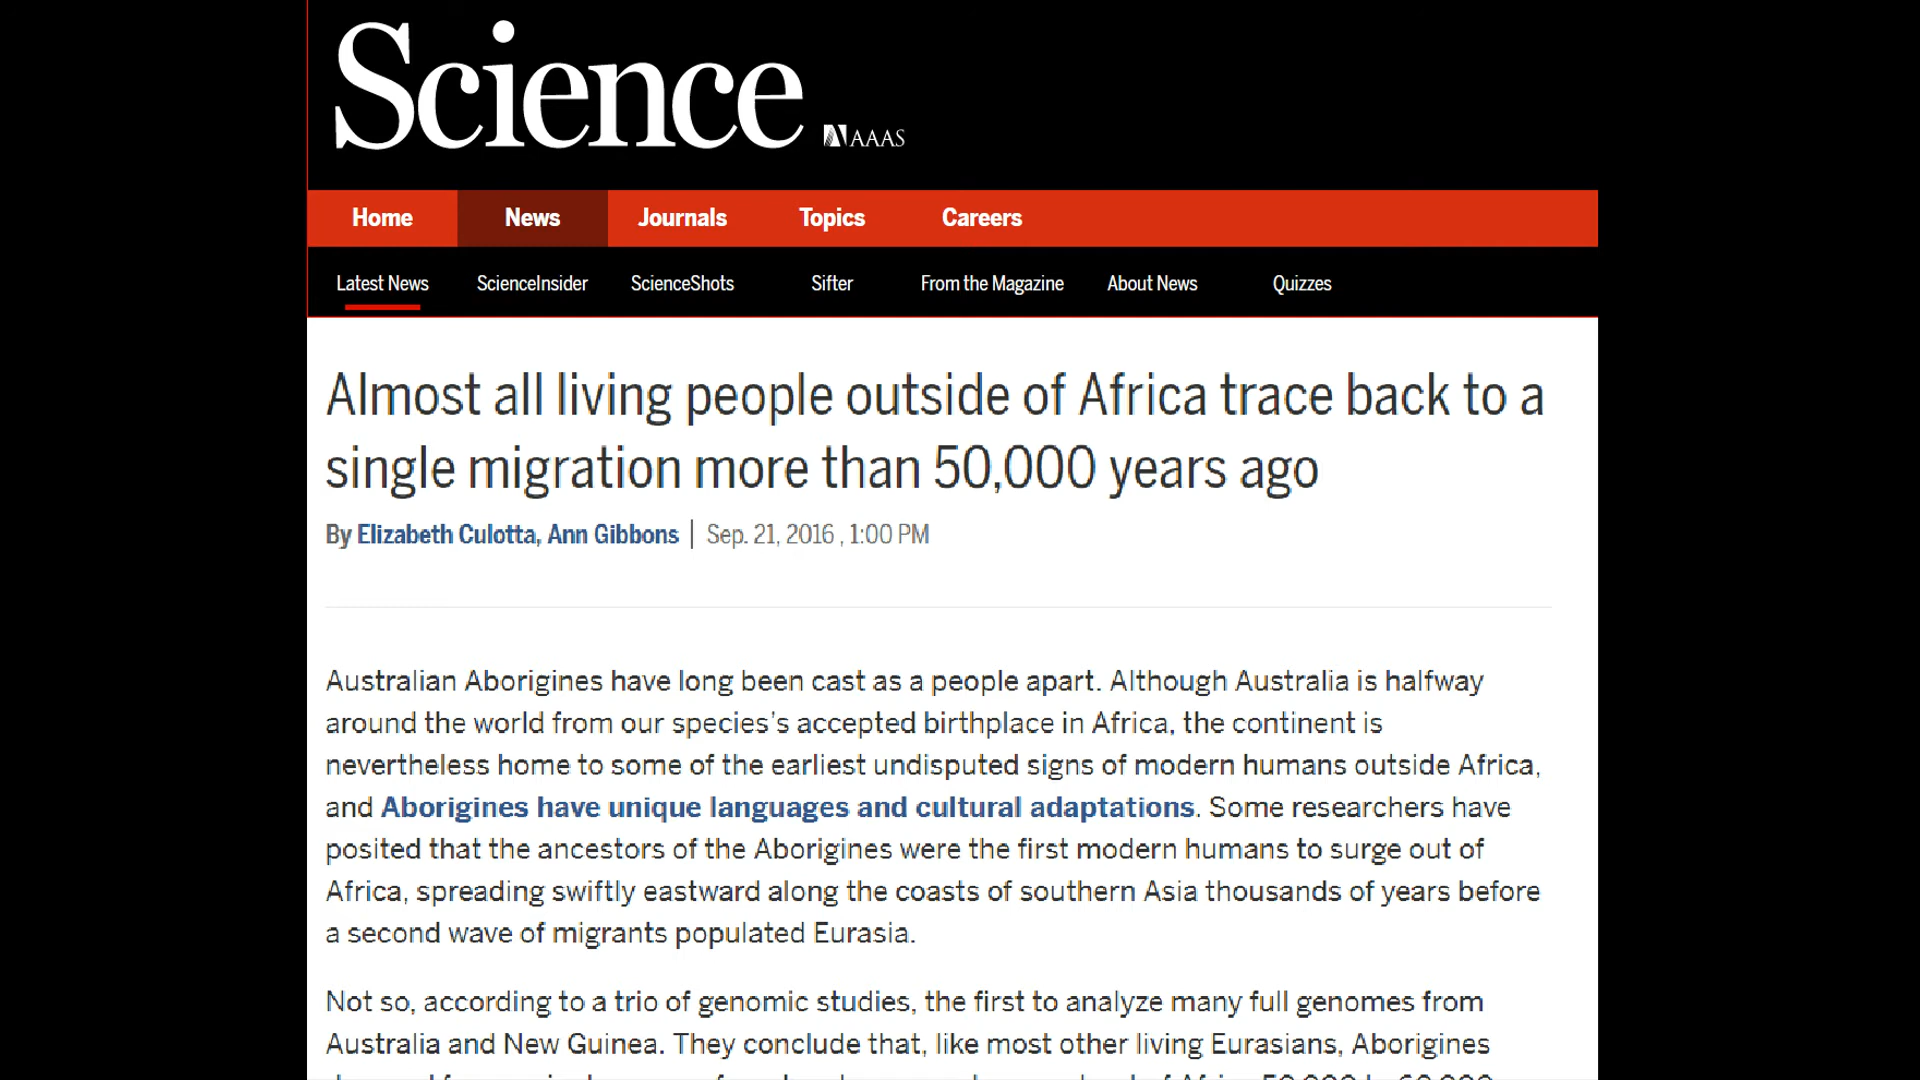 Science
AAAS
Home News Journals Topics Careers
Latest News ScienceInsider ScienceShots Sifter From the Magazine About News Quizzes
Almost all living people outside of Africa trace back to a
single migration more than 50,000 years ago
By Elizabeth Culotta, Ann Gibbons | Sep. 21, 2016 , 1:00 PM
Australian Aborigines have long been cast as a people apart. Although Australia is halfway
around the world from our species's accepted birthplace in Africa, the continent is
nevertheless home to some of the earliest undisputed signs of modern humans outside Africa,
and Aborigines have unique languages and cultural adaptations. Some researchers have
posited that the ancestors of the Aborigines were the first modern humans to surge out of
Africa, spreading swiftly eastward along the coasts of southern Asia thousands of years before
a second wave of migrants populated Eurasia.
Not so, according to a trio of genomic studies, the first to analyze many full genomes from
Australia and New Guinea. They conclude that, like most other living Eurasians, Aborigines